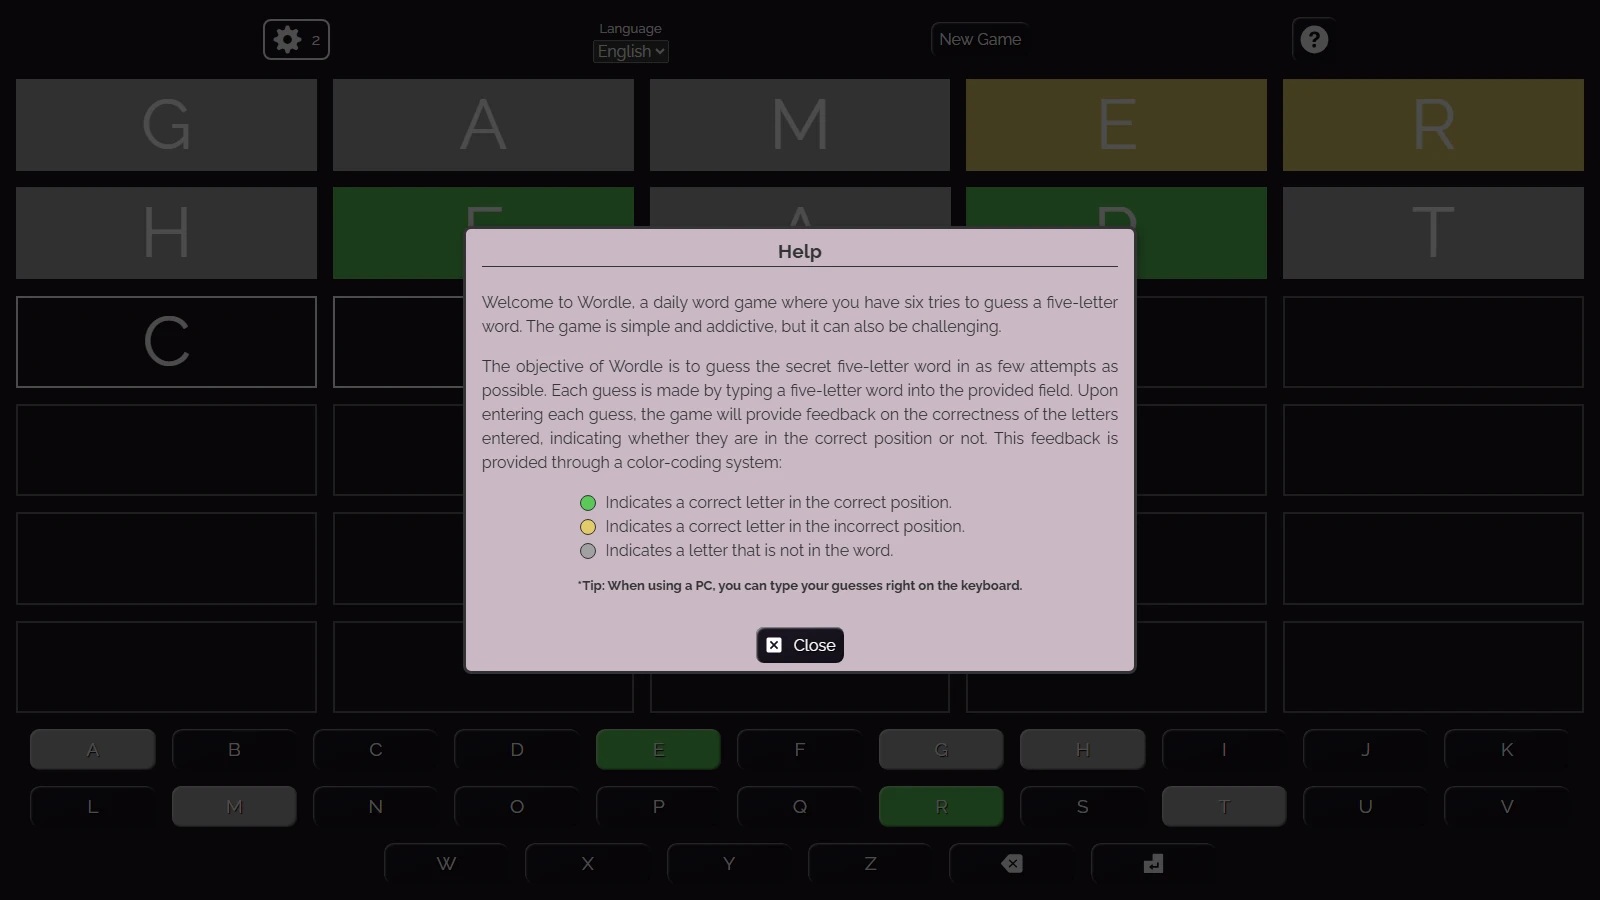 2
Language
English
New Game
G A M E R
H E A R T
C
Help
Welcome to Wordle, a daily word game where you have six tries to guess a five-letter
word. The game is simple and addictive, but it can also be challenging.
The objective of Wordle is to guess the secret five-letter word in as few attempts as
possible. Each guess is made by typing a five-letter word into the provided field. Upon
entering each guess, the game will provide feedback on the correctness of the letters
entered, indicating whether they are in the correct position or not. This feedback is
provided through a color-coding system:
Indicates a correct letter in the correct position.
Indicates a correct letter in the incorrect position.
Indicates a letter that is not in the word.
*Tip: When using a PC, you can type your guesses right on the keyboard.
Close
A B C D E F G H I J K
L M N O P Q R S T U V
W X Y Z